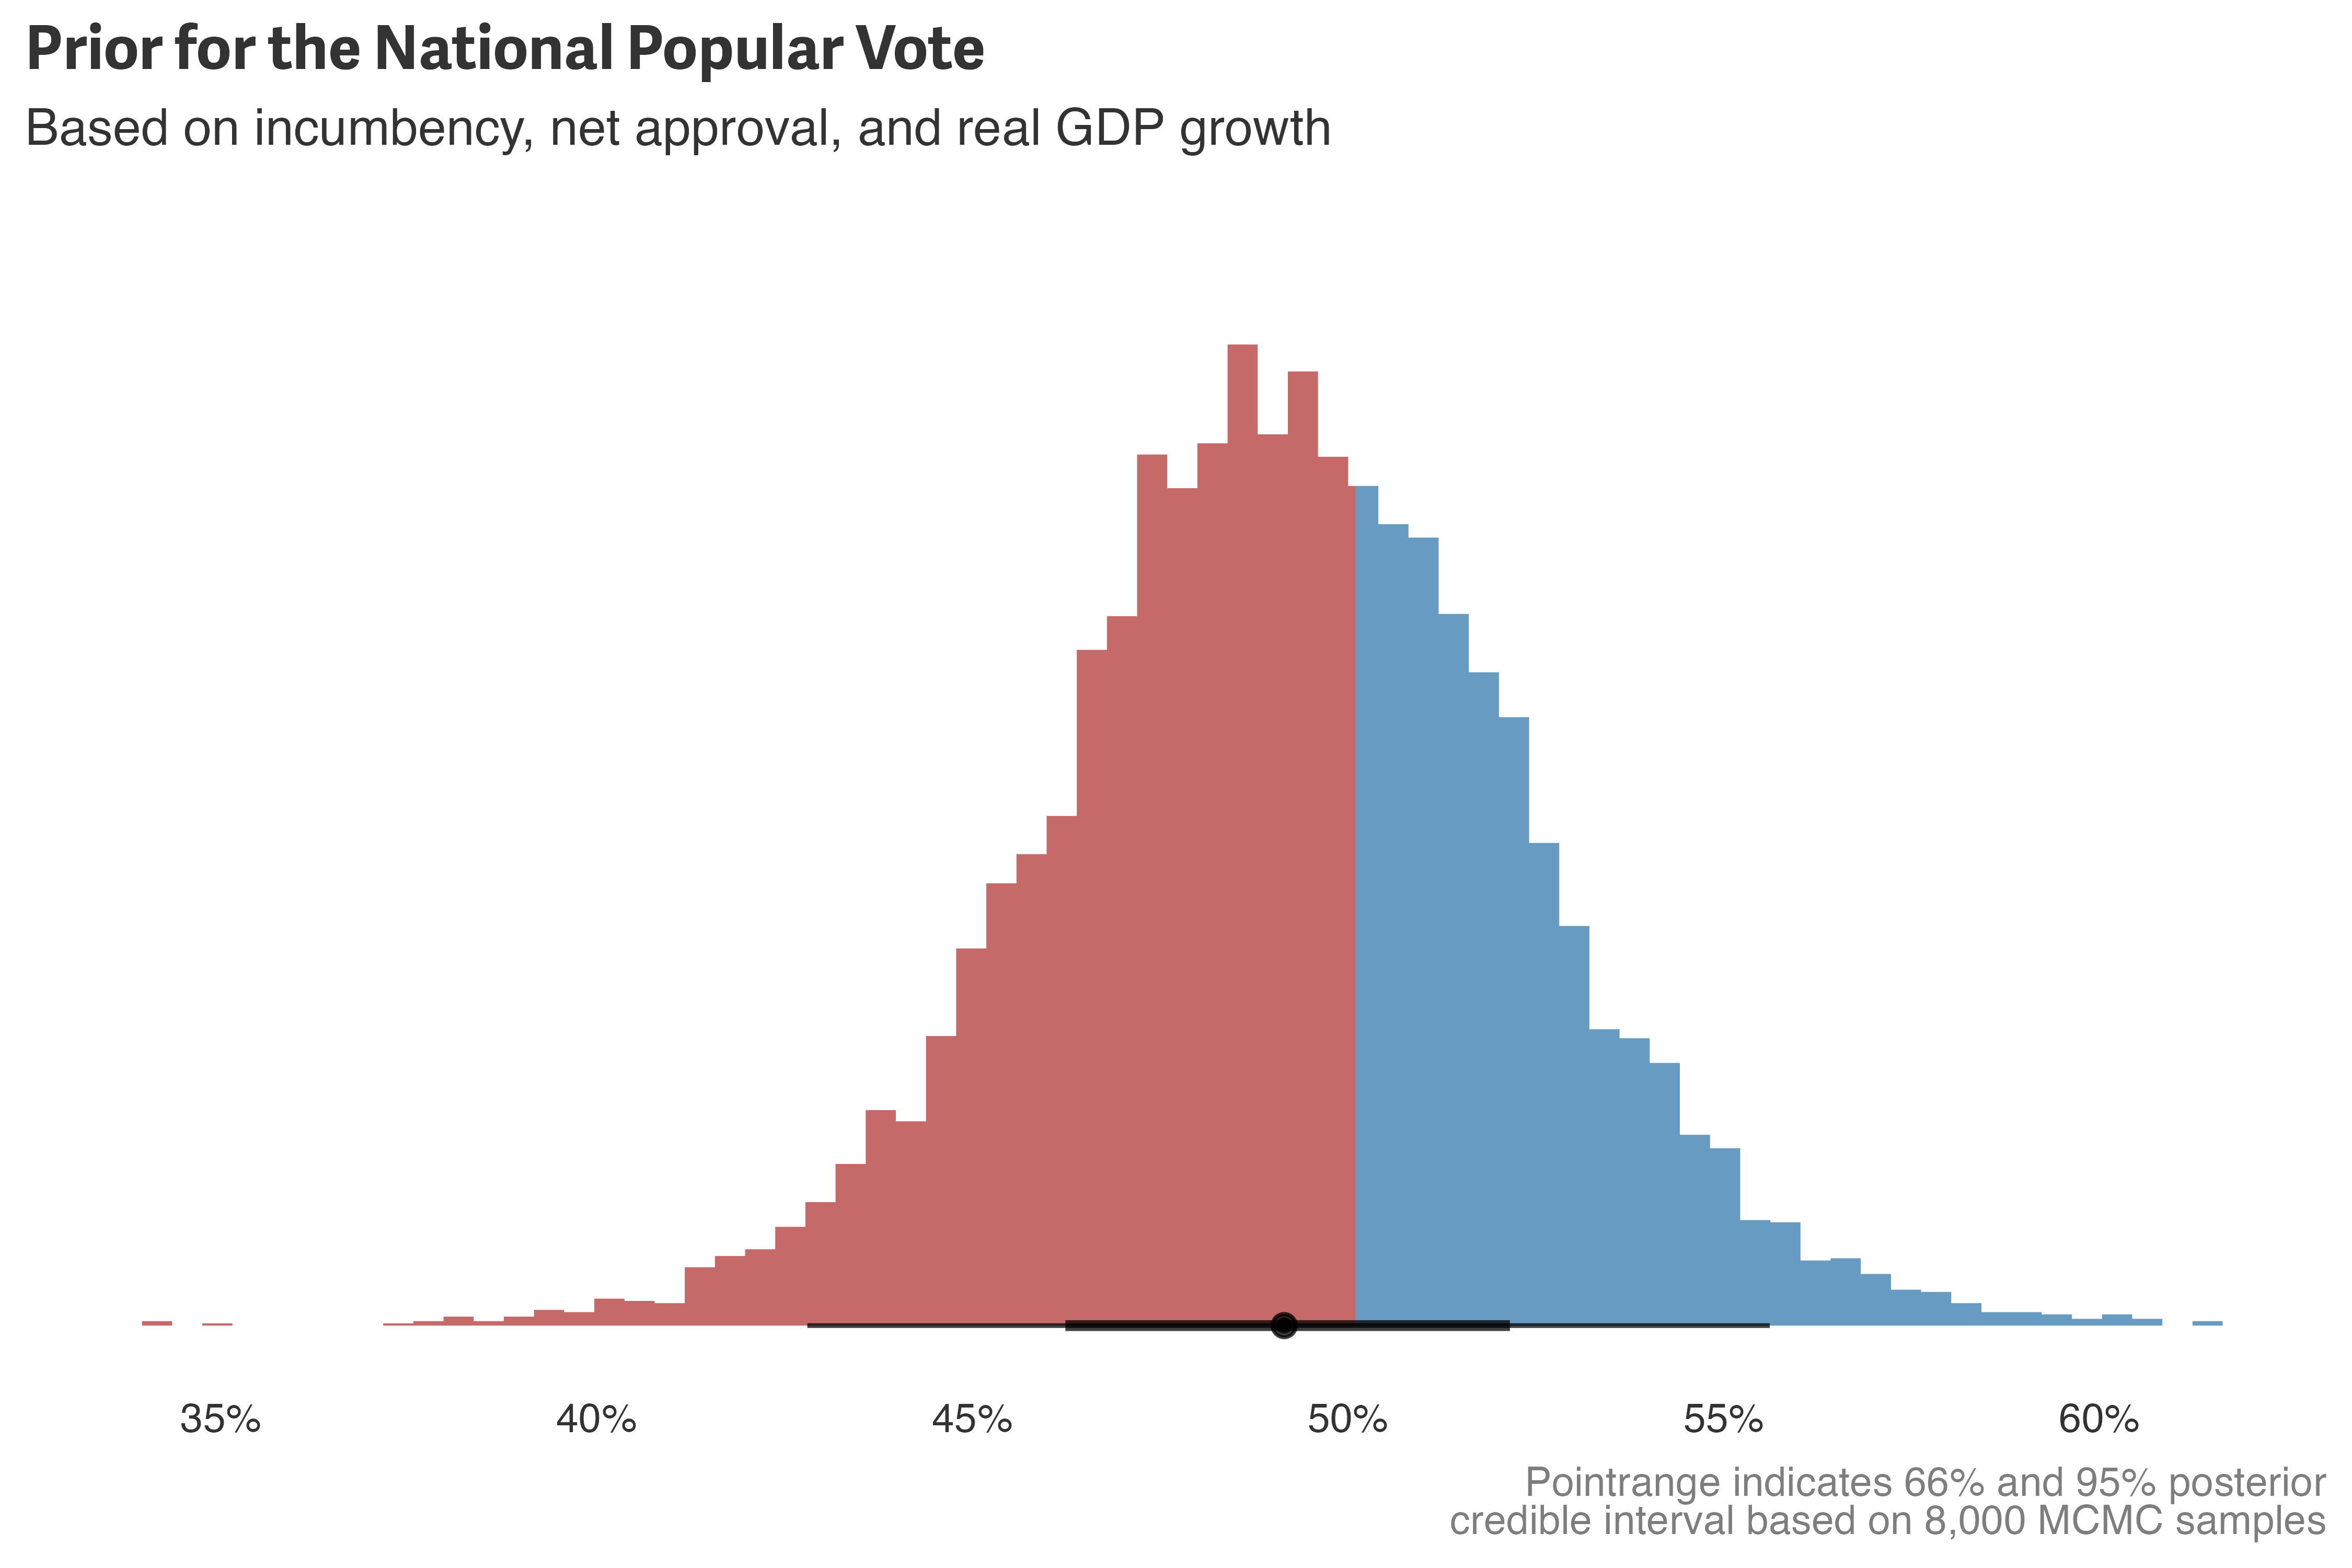 Prior for the National Popular Vote
Based on incumbency, net approval, and real GDP growth
35% 40% 45% 50% 55% 60%
Pointrange indicates 66% and 95% posterior
credible interval based on 8,000 MCMC samples